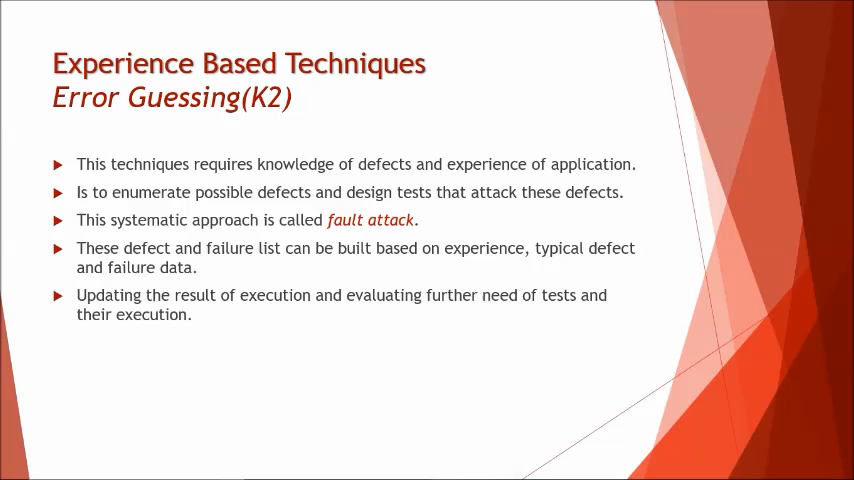 Experience Based Techniques
Error Guessing(K2)
This techniques requires knowledge of defects and experience of application.
Is to enumerate possible defects and design tests that attack these defects.
This systematic approach is called fault attack.
These defect and failure list can be built based on experience, typical defect
and failure data.
Updating the result of execution and evaluating further need of tests and
their execution.